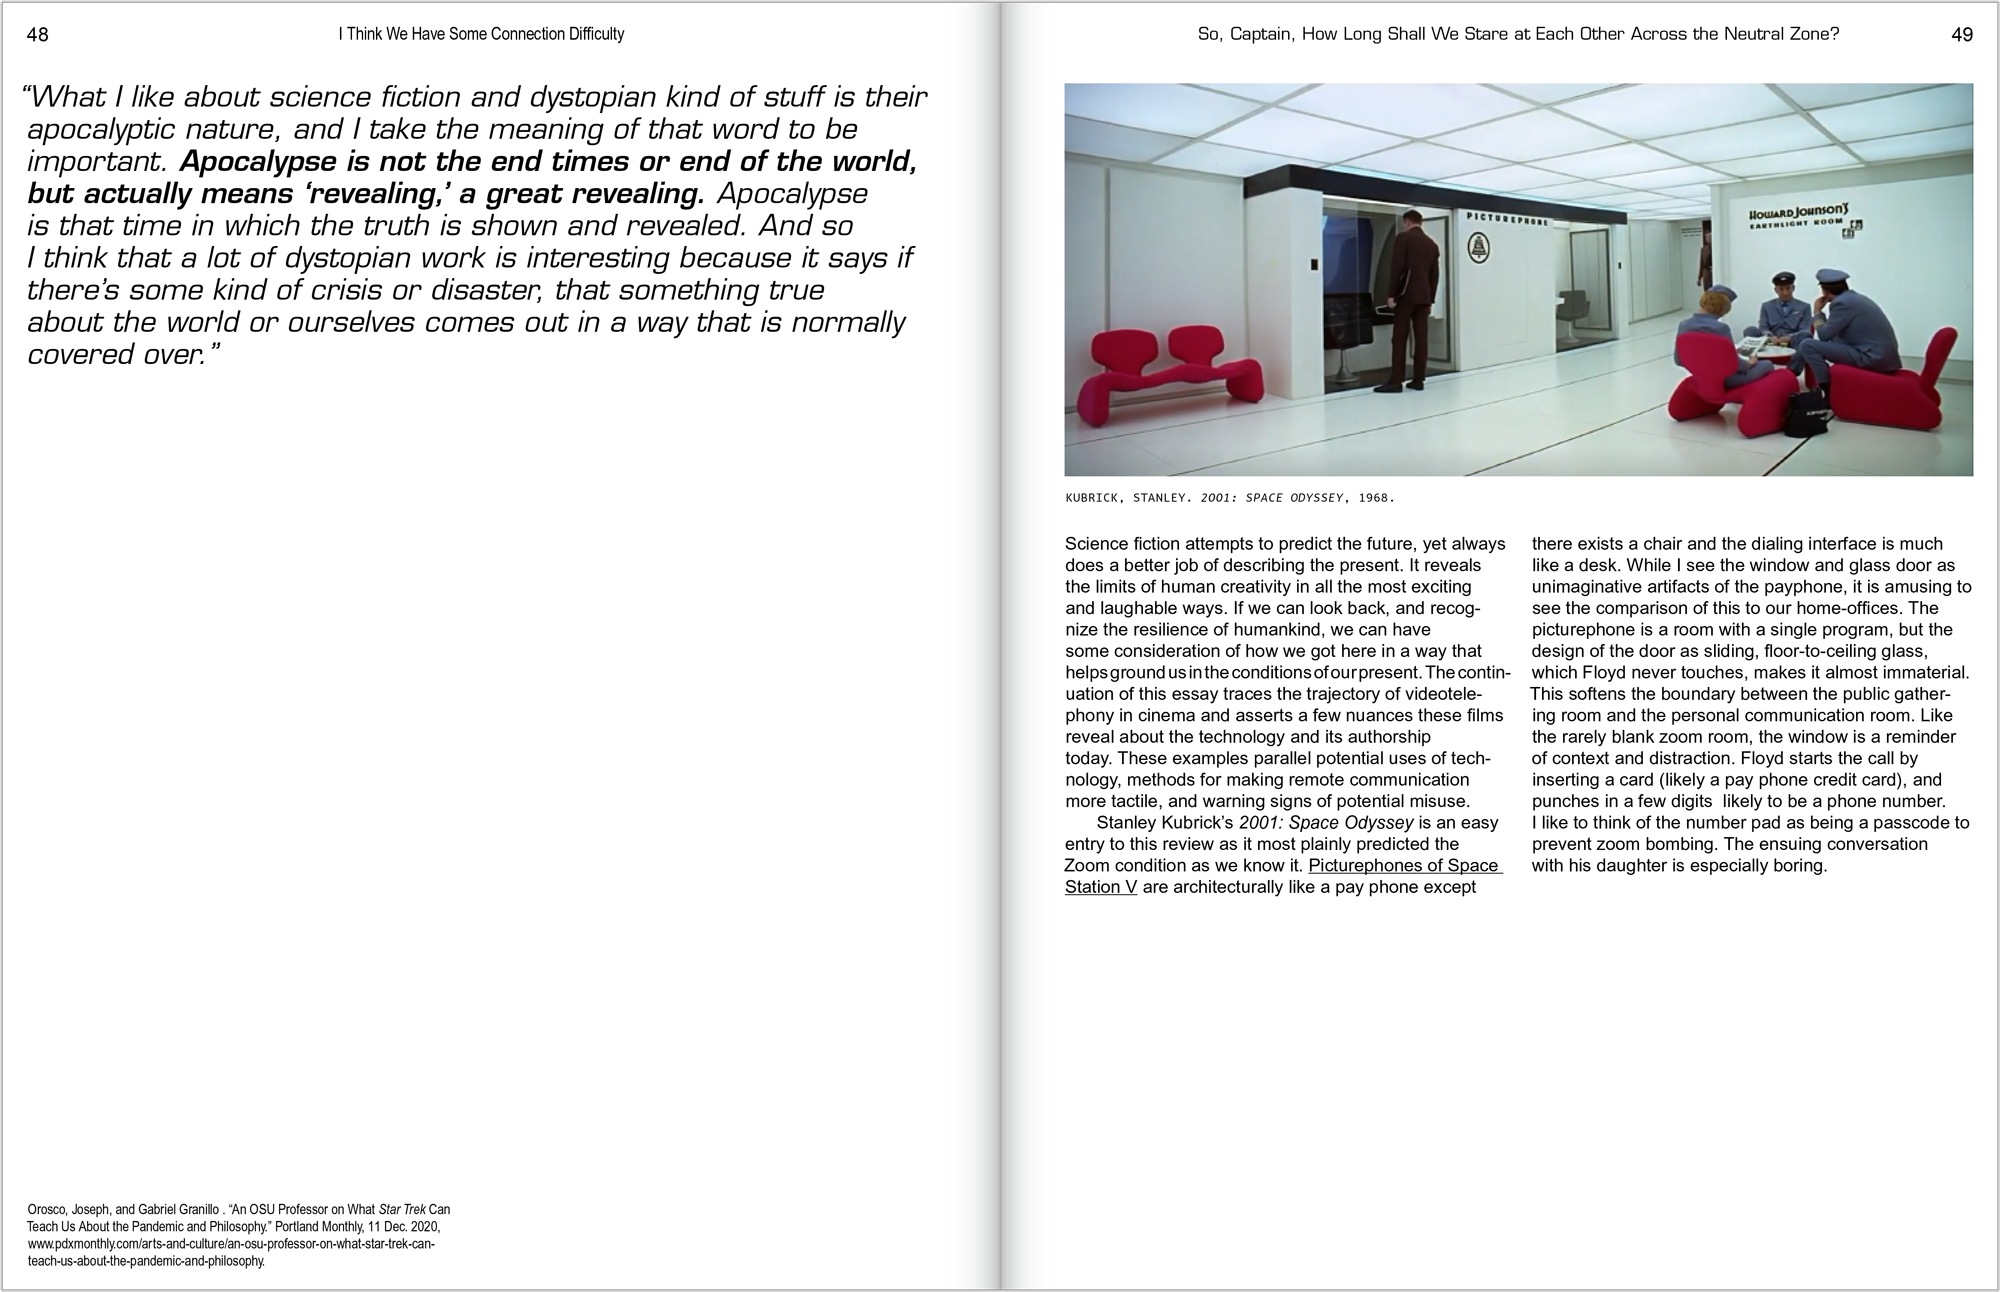 48
I Think We Have Some Connection Difficulty
“What I like about science fiction and dystopian kind of stuff is their
apocalyptic nature, and I take the meaning of that word to be
important. Apocalypse is not the end times or end of the world,
but actually means ‘revealing,’ a great revealing. Apocalypse
is that time in which the truth is shown and revealed. And so
I think that a lot of dystopian work is interesting because it says if
there’s some kind of crisis or disaster, that something true
about the world or ourselves comes out in a way that is normally
covered over.”
Orosco, Joseph, and Gabriel Granillo . “An OSU Professor on What Star Trek Can
Teach Us About the Pandemic and Philosophy.” Portland Monthly, 11 Dec. 2020,
www.pdxmonthly.com/arts-and-culture/an-osu-professor-on-what-star-trek-can-
teach-us-about-the-pandemic-and-philosophy.
So, Captain, How Long Shall We Stare at Each Other Across the Neutral Zone?
49
PICTUREPHONE
HOWARD JOHNSON'S
EARTHLIGHT ROOM
KUBRICK, STANLEY. 2001: SPACE ODYSSEY, 1968.
Science fiction attempts to predict the future, yet always
does a better job of describing the present. It reveals
the limits of human creativity in all the most exciting
and laughable ways. If we can look back, and recog-
nize the resilience of humankind, we can have
some consideration of how we got here in a way that
helps ground us in the conditions of our present. The contin-
uation of this essay traces the trajectory of videotele-
phony in cinema and asserts a few nuances these films
reveal about the technology and its authorship
today. These examples parallel potential uses of tech-
nology, methods for making remote communication
more tactile, and warning signs of potential misuse.
Stanley Kubrick’s 2001: Space Odyssey is an easy
entry to this review as it most plainly predicted the
Zoom condition as we know it. Picturephones of Space
Station V are architecturally like a pay phone except
there exists a chair and the dialing interface is much
like a desk. While I see the window and glass door as
unimaginative artifacts of the payphone, it is amusing to
see the comparison of this to our home-offices. The
picturephone is a room with a single program, but the
design of the door as sliding, floor-to-ceiling glass,
which Floyd never touches, makes it almost immaterial.
This softens the boundary between the public gather-
ing room and the personal communication room. Like
the rarely blank zoom room, the window is a reminder
of context and distraction. Floyd starts the call by
inserting a card (likely a pay phone credit card), and
punches in a few digits  likely to be a phone number.
I like to think of the number pad as being a passcode to
prevent zoom bombing. The ensuing conversation
with his daughter is especially boring.